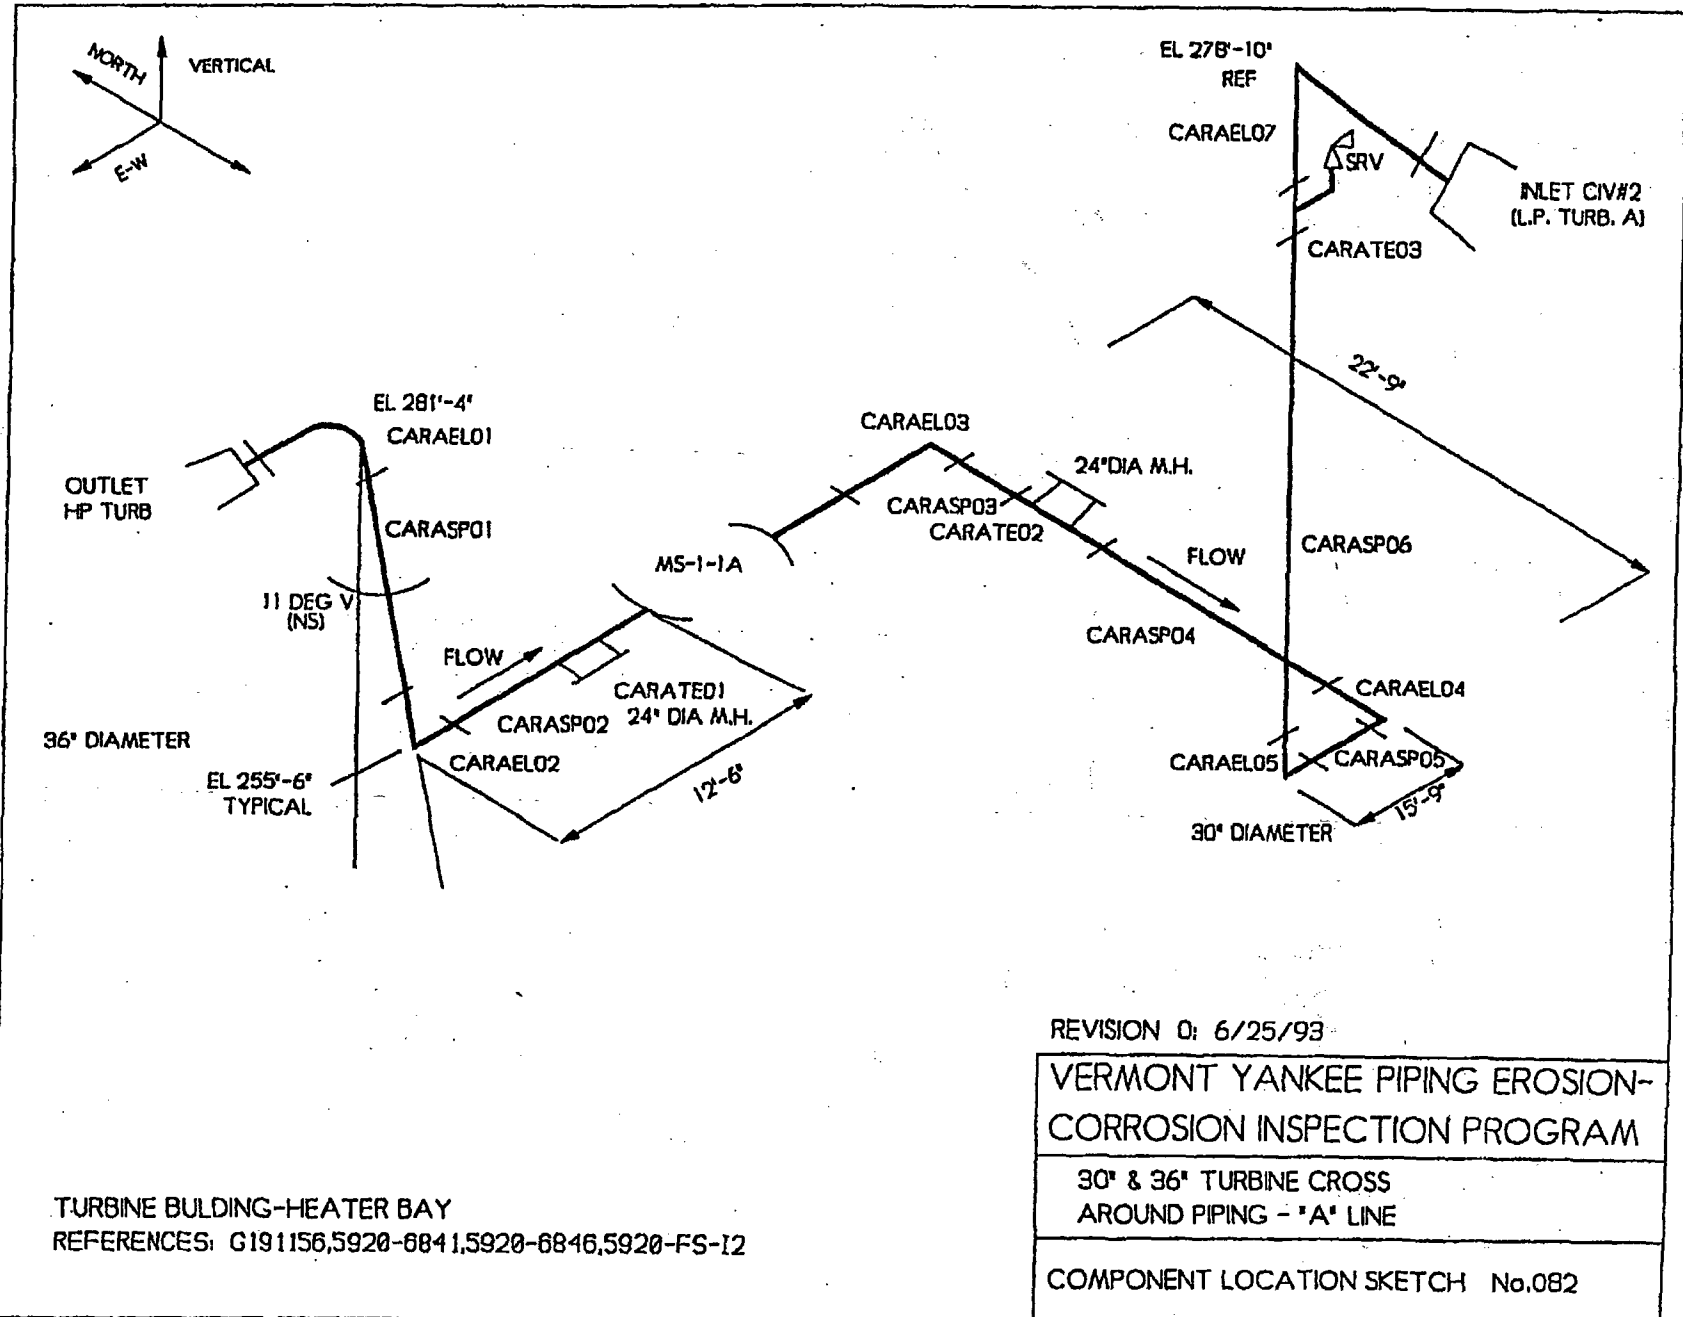 NORTH
VERTICAL
E-W
EL 278'-10"
REF
CARAEL07
SRV
INLET CIV#2
(L.P. TURB. A)
CARATE03
22'-9"
EL 281'-4"
CARAEL01
OUTLET
HP TURB
CARASP01
11 DEG V
(NS)
CARAEL03
24"DIA M.H.
CARASP03
CARATE02
MS-1-1A
FLOW
CARASP06
CARASP04
FLOW
CARATE01
24" DIA M.H.
CARASP02
CARAEL04
36" DIAMETER
CARAEL02
EL 255'-6"
TYPICAL
12'-6"
CARAEL05
CARASP05
15'-9"
30" DIAMETER
REVISION 0: 6/25/93
VERMONT YANKEE PIPING EROSION-
CORROSION INSPECTION PROGRAM
30" & 36" TURBINE CROSS
AROUND PIPING - "A" LINE
COMPONENT LOCATION SKETCH No.082
TURBINE BULDING-HEATER BAY
REFERENCES: G191156,5920-6841,5920-6846,5920-FS-I2